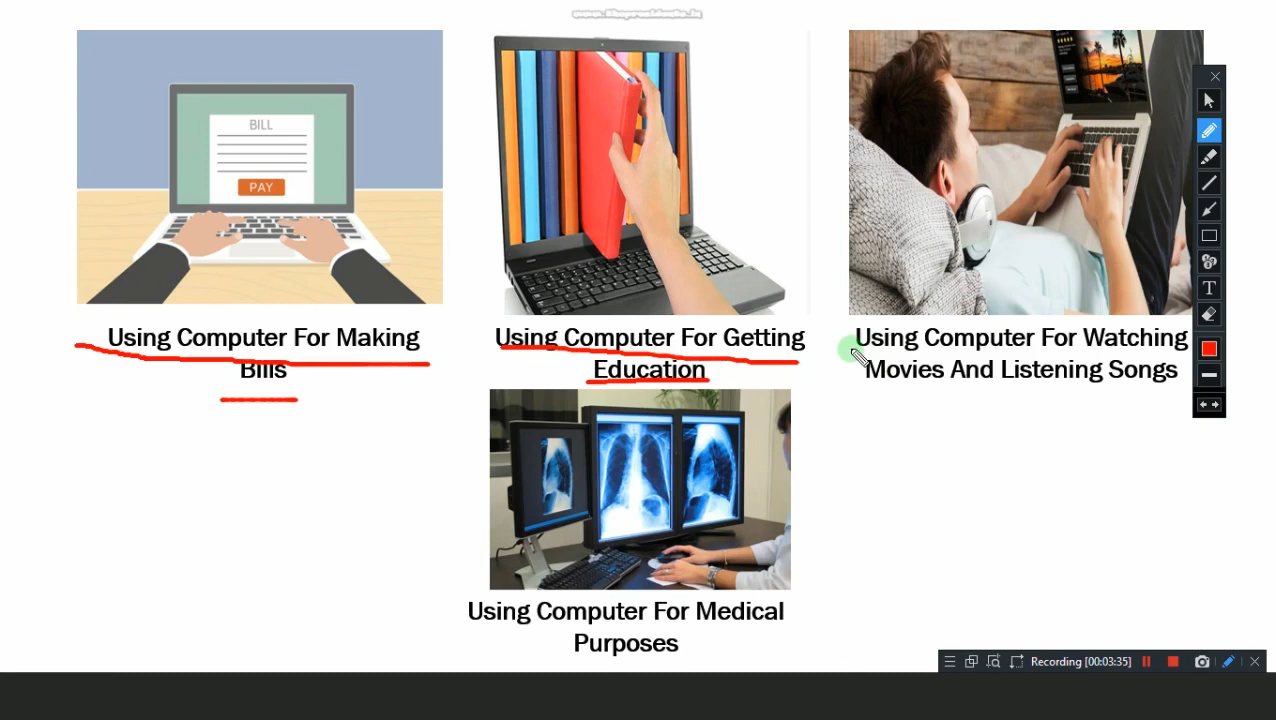 BILL
PAY
Using Computer For Making
Bills
Using Computer For Getting
Education
Using Computer For Watching
Movies And Listening Songs
Using Computer For Medical
Purposes
T
Recording [00:03:35]